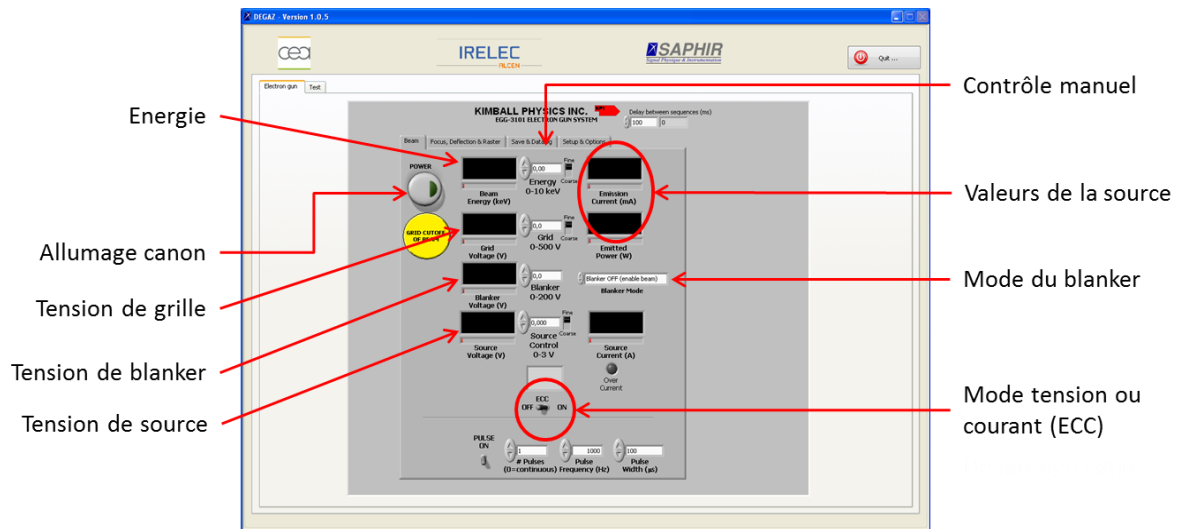 DEGAZ - Version 1.0.5
cea
IRELEC
ALCEN
SAPHIR
Signal Physique & Instrumentation
Quit ...
Electron gun
Test
KIMBALL PHYSICS INC.
EGG-3101 ELECTRON GUN SYSTEM
Delay between sequences (ms)
100
0
Beam
Focus, Deflection & Raster
Save & Datalog
Setup & Options
POWER
0,00
Fine
Coarse
Energy
0-10 keV
Beam
Energy (keV)
Emission
Current (mA)
GRID CUTOFF
0,0
Fine
Coarse
Grid
0-500 V
Grid
Voltage (V)
Emitted
Power (W)
0,0
Blanker
0-200 V
Blanker
Voltage (V)
Blanker OFF (enable beam)
Blanker Mode
0,000
Fine
Coarse
Source
Control
0-3 V
Source
Voltage (V)
Source
Current (A)
Over
Current
ECC
OFF
ON
PULSE
ON
1
# Pulses
(0=continuous)
1000
Pulse
Frequency (Hz)
100
Pulse
Width (µs)
Energie
Allumage canon
Tension de grille
Tension de blanker
Tension de source
Contrôle manuel
Valeurs de la source
Mode du blanker
Mode tension ou
courant (ECC)